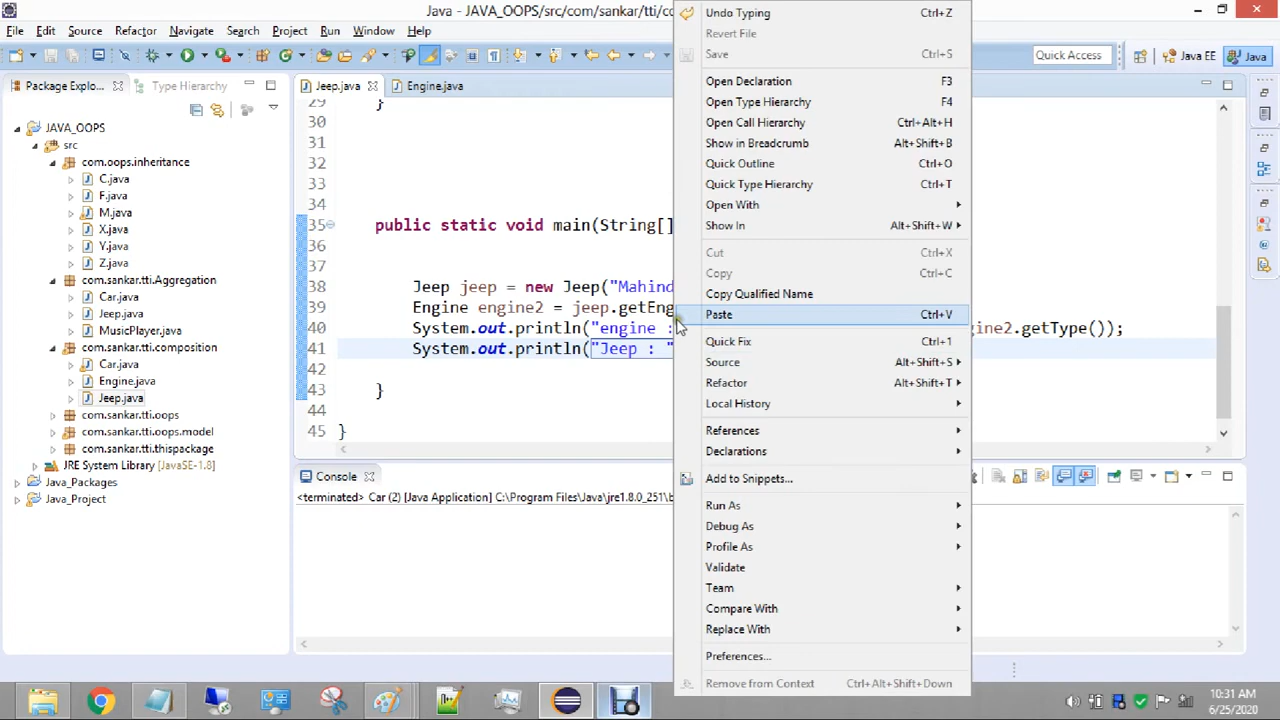 Java - JAVA_OOPS/src/com/sankar/tti/co
File Edit Source Refactor Navigate Search Project Run Window Help
Quick Access Java EE Java
Package Explo... Type Hierarchy
JAVA_OOPS
src
com.oops.inheritance
C.java
F.java
M.java
X.java
Y.java
Z.java
com.sankar.tti.Aggregation
Car.java
Jeep.java
MusicPlayer.java
com.sankar.tti.composition
Car.java
Engine.java
Jeep.java
com.sankar.tti.oops
com.sankar.tti.oops.model
com.sankar.tti.thispackage
JRE System Library [JavaSE-1.8]
Java_Packages
Java_Project
Jeep.java Engine.java
29 }
30
31
32
33
34
35 public static void main(String[]
36
37
38 Jeep jeep = new Jeep("Mahind
39 Engine engine2 = jeep.getEng
40 System.out.println("engine : ine2.getType());
41 System.out.println("Jeep : "
42
43 }
44
45 }
Undo Typing Ctrl+Z
Revert File
Save Ctrl+S
Open Declaration F3
Open Type Hierarchy F4
Open Call Hierarchy Ctrl+Alt+H
Show in Breadcrumb Alt+Shift+B
Quick Outline Ctrl+O
Quick Type Hierarchy Ctrl+T
Open With
Show In Alt+Shift+W
Cut Ctrl+X
Copy Ctrl+C
Copy Qualified Name
Paste Ctrl+V
Quick Fix Ctrl+1
Source Alt+Shift+S
Refactor Alt+Shift+T
Local History
References
Declarations
Add to Snippets...
Run As
Debug As
Profile As
Validate
Team
Compare With
Replace With
Preferences...
Remove from Context Ctrl+Alt+Shift+Down
Console
<terminated> Car (2) [Java Application] C:\Program Files\Java\jre1.8.0_251\b
10:31 AM
6/25/2020